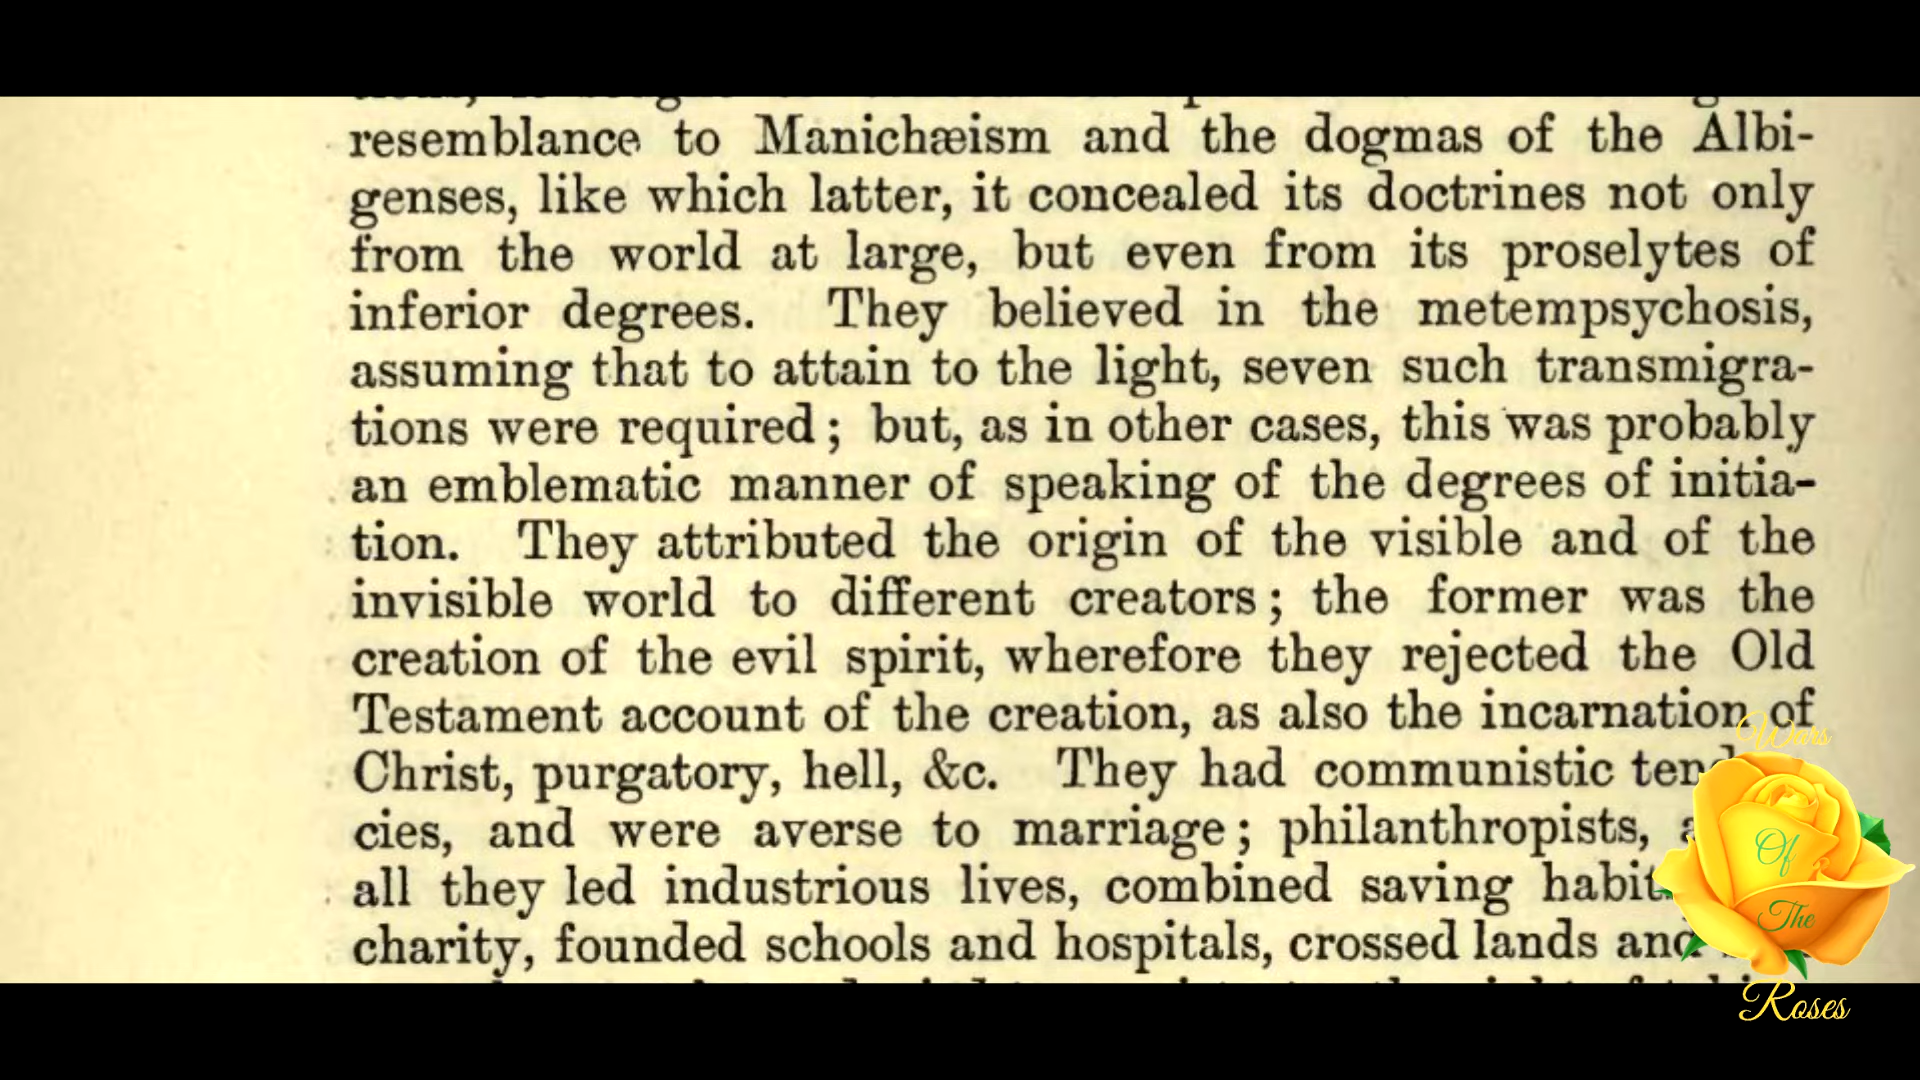 resemblance to Manichæism and the dogmas of the Albi-
genses, like which latter, it concealed its doctrines not only
from the world at large, but even from its proselytes of
inferior degrees. They believed in the metempsychosis,
assuming that to attain to the light, seven such transmigra-
tions were required; but, as in other cases, this was probably
an emblematic manner of speaking of the degrees of initia-
tion. They attributed the origin of the visible and of the
invisible world to different creators; the former was the
creation of the evil spirit, wherefore they rejected the Old
Testament account of the creation, as also the incarnation of
Christ, purgatory, hell, &c. They had communistic
cies, and were averse to marriage; philanthropists,
all they led industrious lives, combined saving
charity, founded schools and hospitals, crossed lands and
Wars
Of
The
Roses